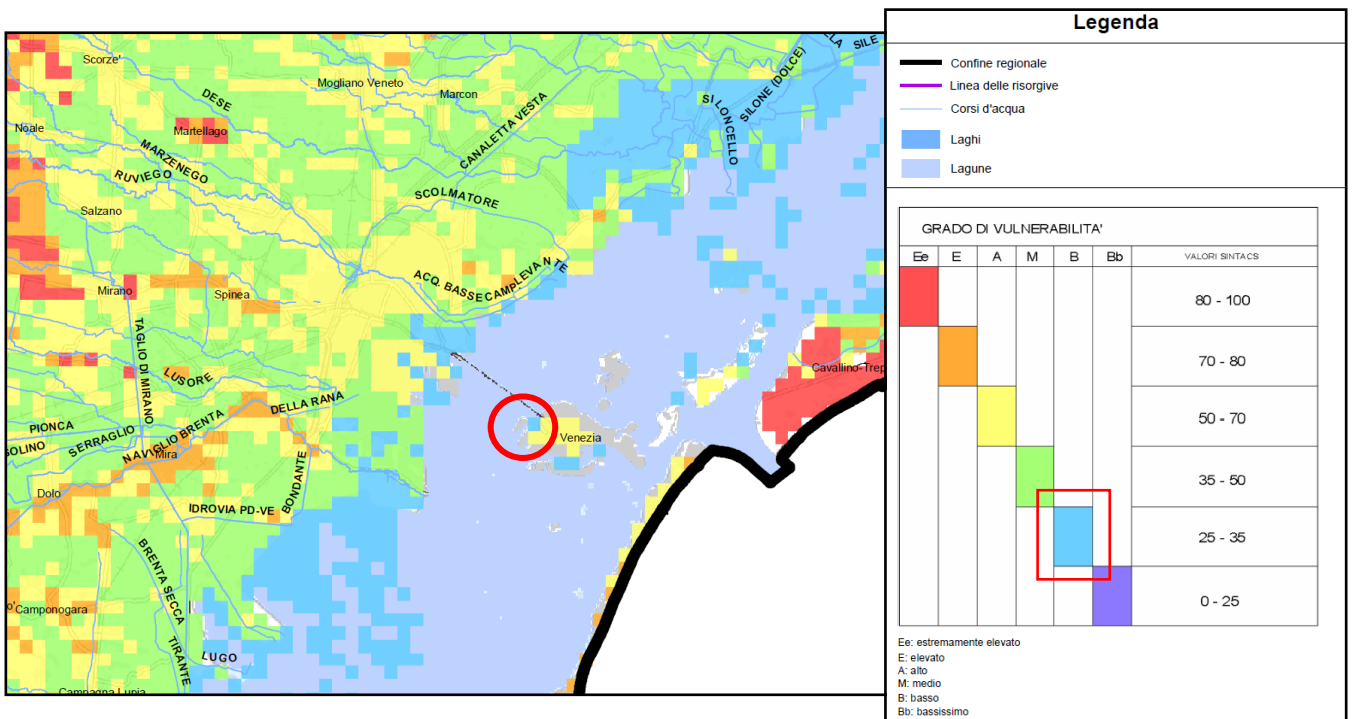 Scorze'
Mogliano Veneto
Marcon
SILE
DESE
CANALETTA VESTA
SILONCELLO
SILONE (DOLCE)
Noale
Martellago
MARZENEGO
RUVIEGO
SCOLMATORE
Salzano
ACQ. BASSE CAMP. LEVANTE
Mirano
Spinea
TAGLIO DI MIRANO
LUSORE
Cavallino-Trep
DELLA RANA
PIONCA
SERRAGLIO
NAVIGLIO BRENTA
Venezia
OLINO
Mira
BONDANTE
Dolo
IDROVIA PD-VE
BRENTA SECCA
Camponogara
TIRANTE
LUGO
Campagna Lupia
Legenda
Confine regionale
Linea delle risorgive
Corsi d'acqua
Laghi
Lagune
GRADO DI VULNERABILITA'
Ee E A M B Bb VALORI SINTACS
80 - 100
70 - 80
50 - 70
35 - 50
25 - 35
0 - 25
Ee: estremamente elevato
E: elevato
A: alto
M: medio
B: basso
Bb: bassissimo